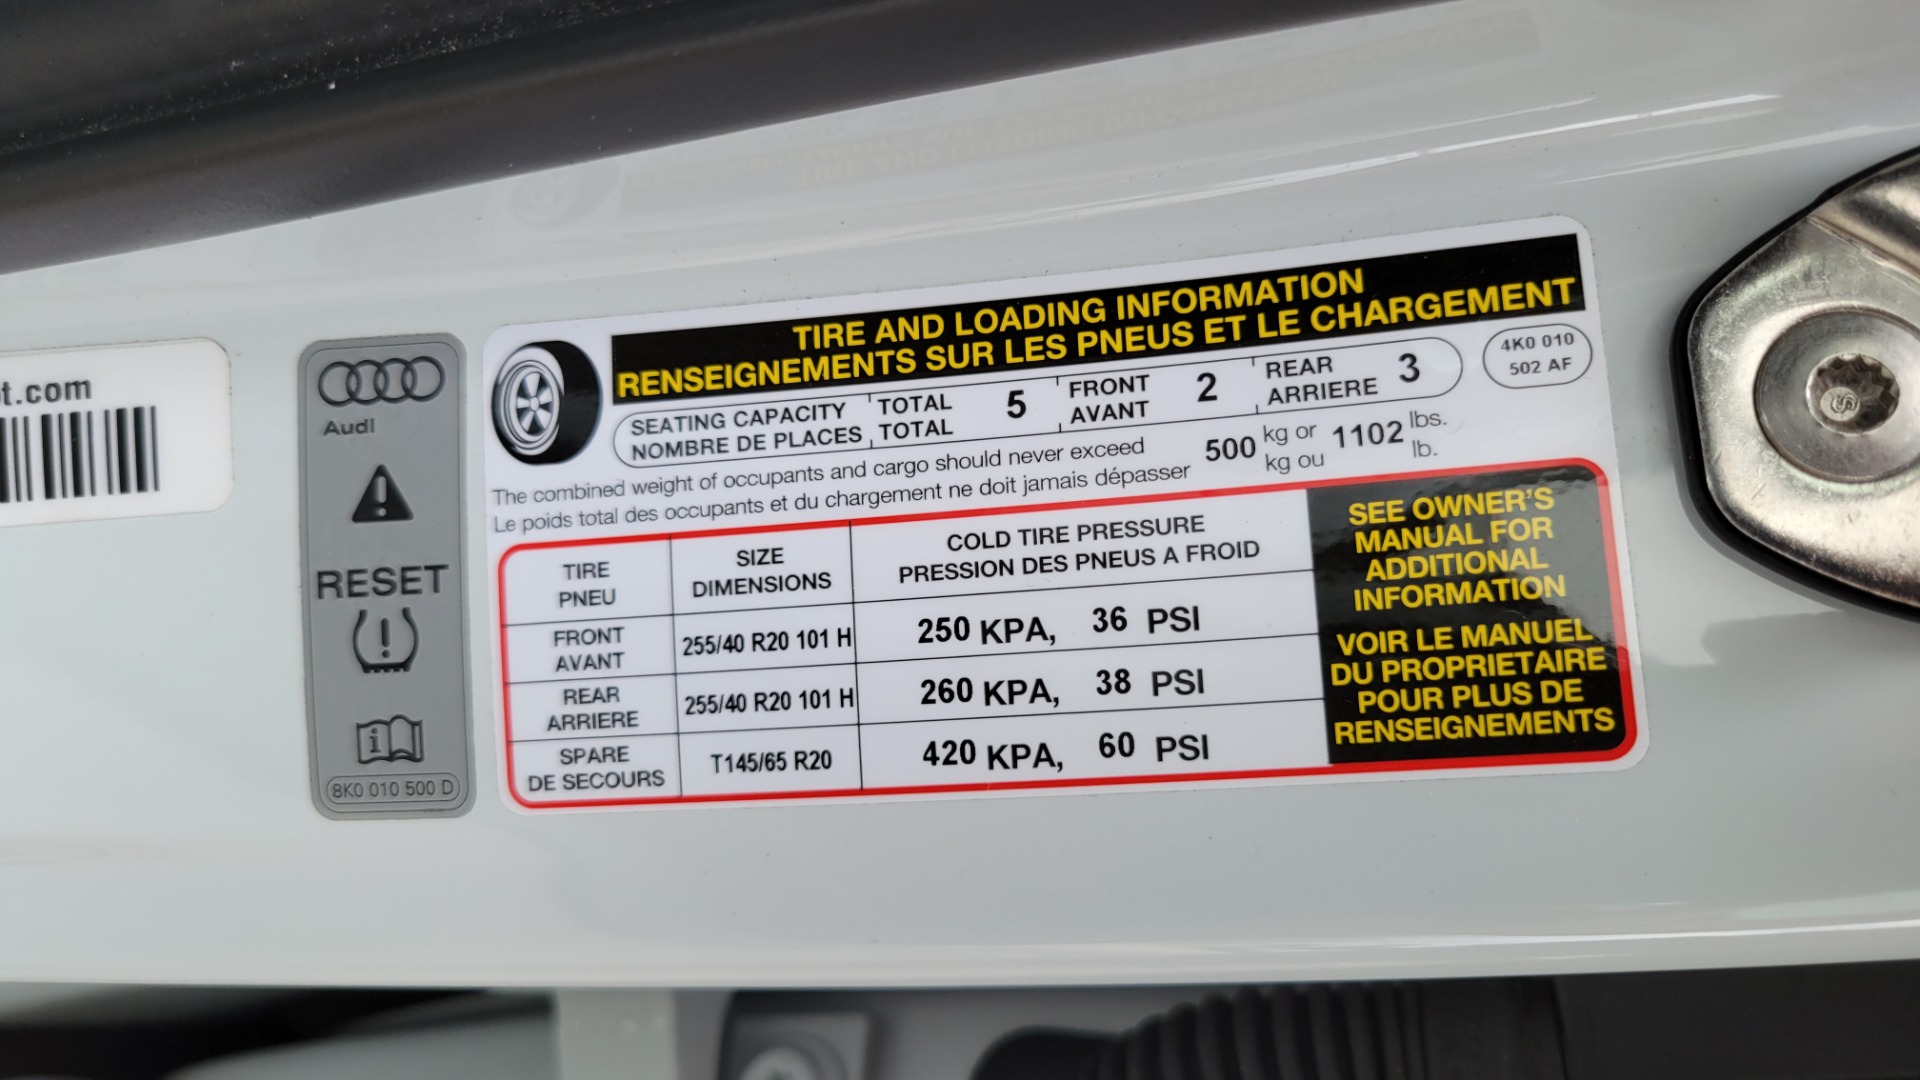 t.com
Audi
RESET
8K0 010 500 D
TIRE AND LOADING INFORMATION
RENSEIGNEMENTS SUR LES PNEUS ET LE CHARGEMENT
SEATING CAPACITY TOTAL 5 FRONT 2 REAR 3
NOMBRE DE PLACES TOTAL AVANT ARRIERE
4K0 010
502 AF
The combined weight of occupants and cargo should never exceed 500 kg or 1102 lbs.
Le poids total des occupants et du chargement ne doit jamais dépasser kg ou lb.
TIRE SIZE COLD TIRE PRESSURE
PNEU DIMENSIONS PRESSION DES PNEUS A FROID
FRONT 255/40 R20 101 H 250 KPA, 36 PSI
AVANT
REAR 255/40 R20 101 H 260 KPA, 38 PSI
ARRIERE
SPARE T145/65 R20 420 KPA, 60 PSI
DE SECOURS
SEE OWNER'S
MANUAL FOR
ADDITIONAL
INFORMATION
VOIR LE MANUEL
DU PROPRIETAIRE
POUR PLUS DE
RENSEIGNEMENTS